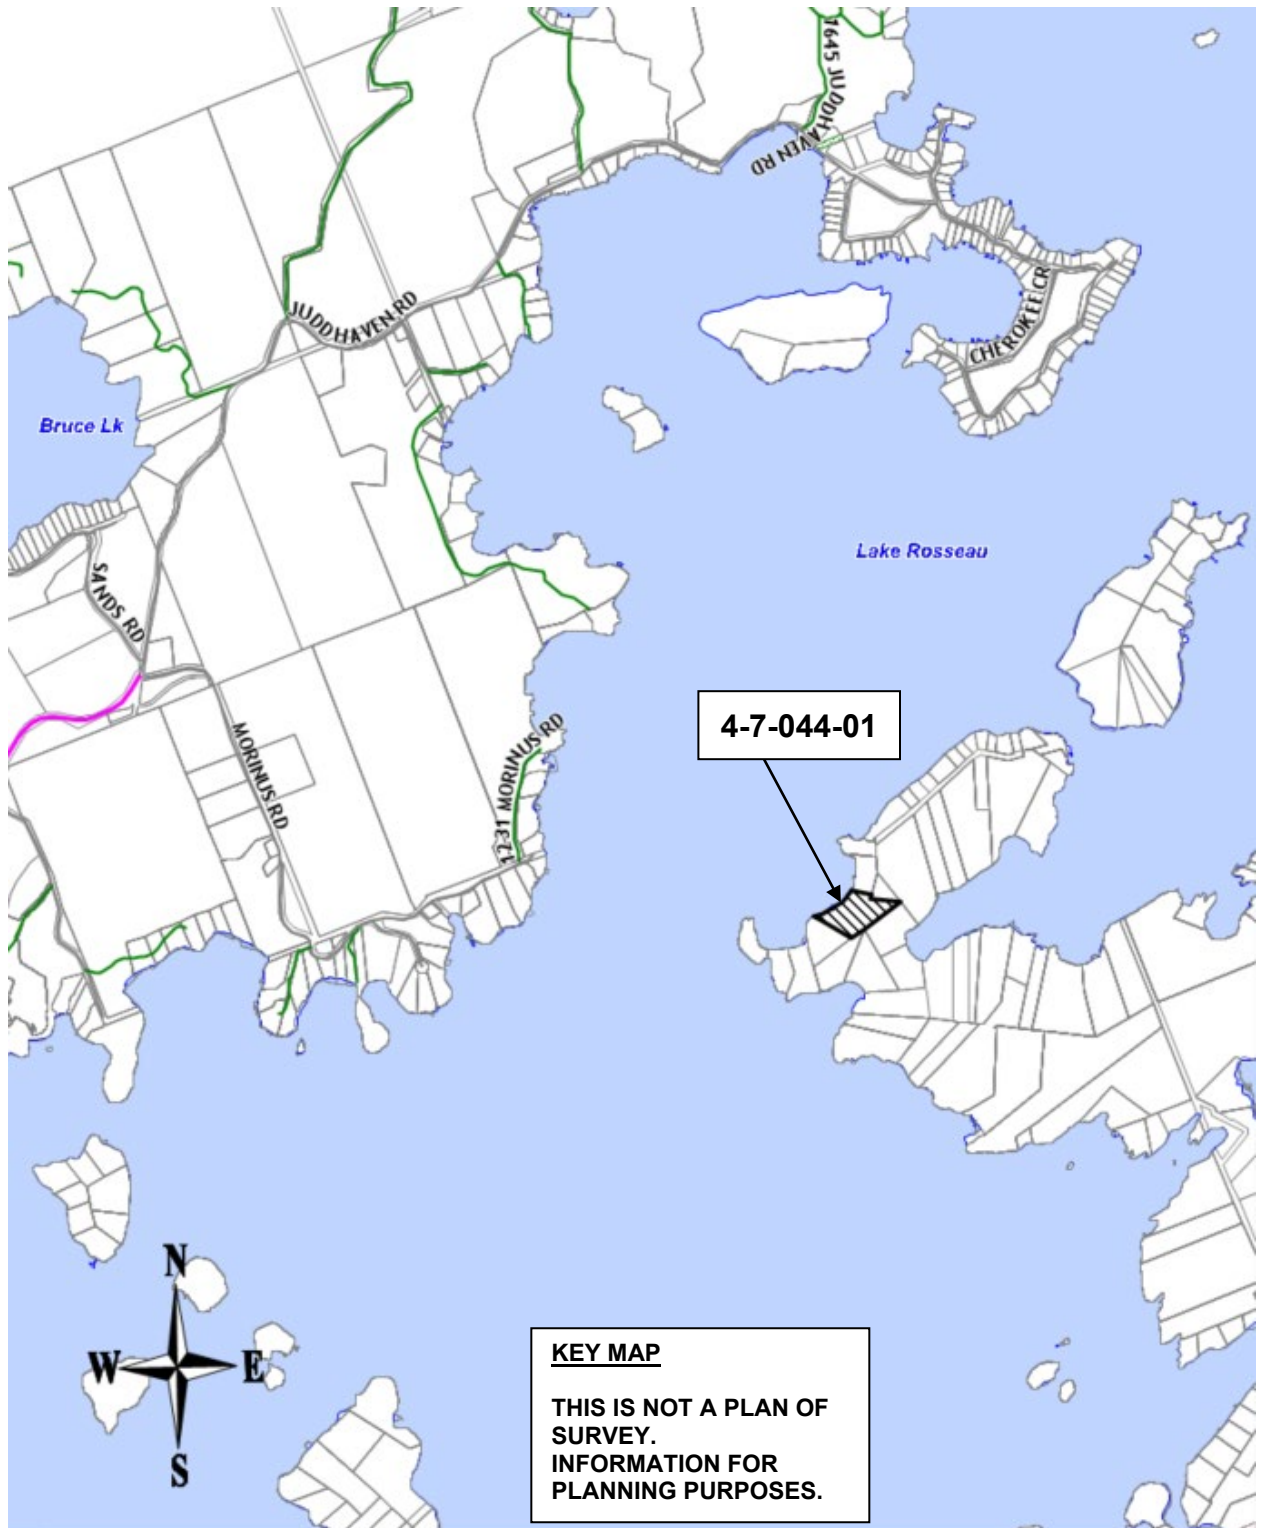 1645 JUDDHAVEN RD
JUDDHAVEN RD
CHEROKEE CR
Bruce Lk
Lake Rosseau
SANDS RD
4-7-044-01
MORINUS RD
1231 MORINUS RD
N
W E
S
KEY MAP
THIS IS NOT A PLAN OF
SURVEY.
INFORMATION FOR
PLANNING PURPOSES.